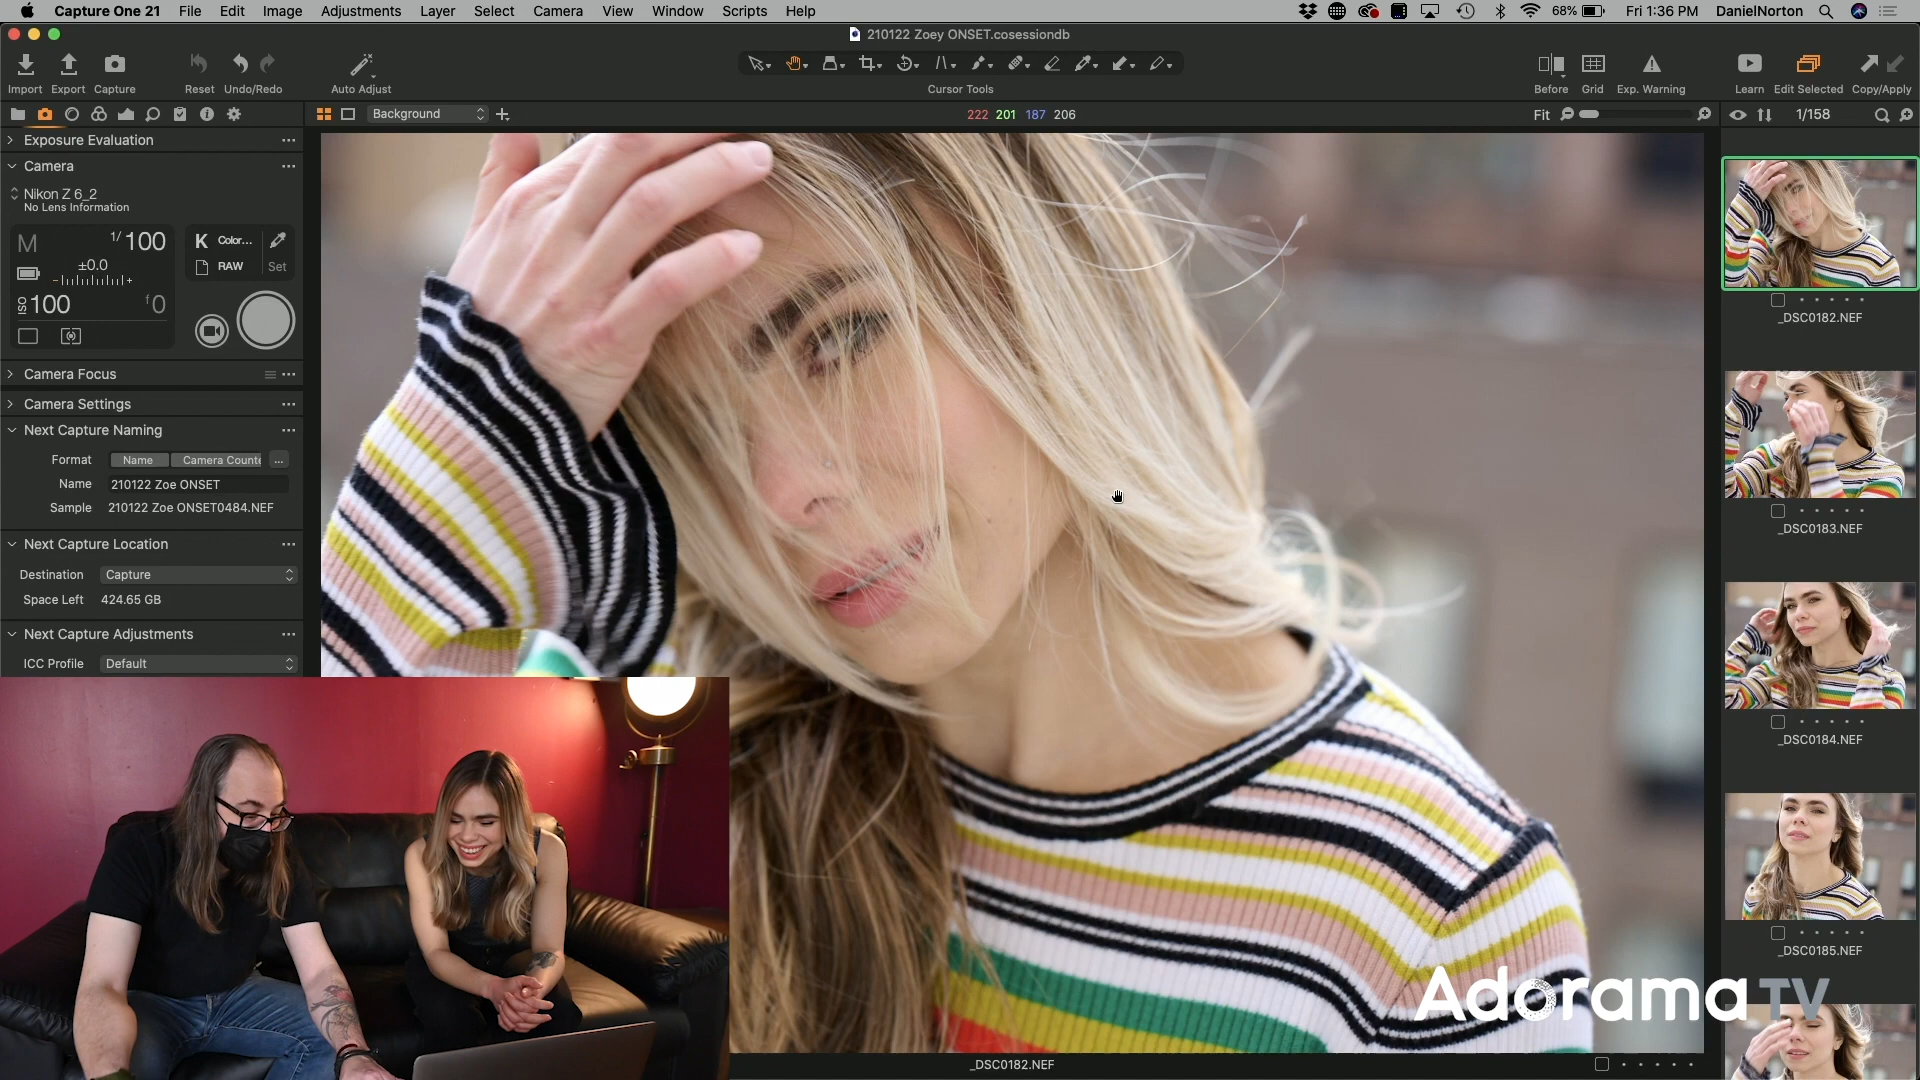 Capture One 21 File Edit Image Adjustments Layer Select Camera View Window Scripts Help 68% Fri 1:36 PM DanielNorton
210122 Zoey ONSET.cosessiondb
Import Export Capture Reset Undo/Redo Auto Adjust Cursor Tools Before Grid Exp. Warning Learn Edit Selected Copy/Apply
Background 222 201 187 206 Fit 1/158
Exposure Evaluation
Camera
Nikon Z 6_2
No Lens Information
M 1/ 100
K Color...
±0.0
RAW Set
ISO 100 f 0
Camera Focus
Camera Settings
Next Capture Naming
Format Name Camera Counte ...
Name 210122 Zoe ONSET
Sample 210122 Zoe ONSET0484.NEF
Next Capture Location
Destination Capture
Space Left 424.65 GB
Next Capture Adjustments
ICC Profile Default
_DSC0182.NEF
_DSC0183.NEF
_DSC0184.NEF
_DSC0185.NEF
Adorama TV
_DSC0182.NEF